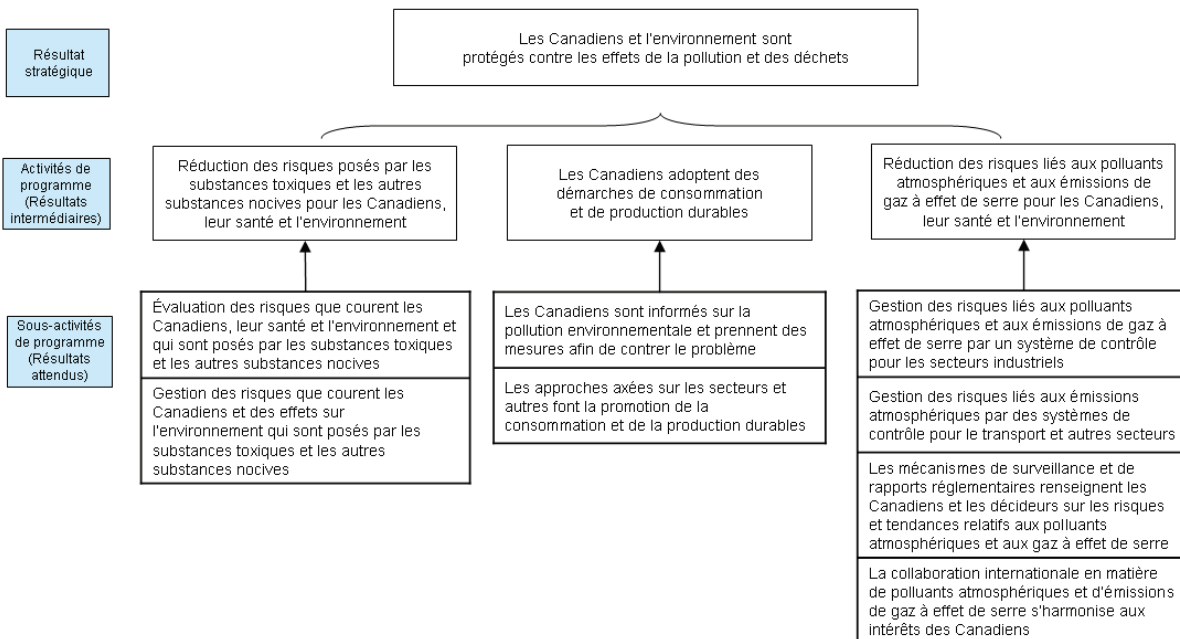 Résultat
stratégique
Les Canadiens et l'environnement sont
protégés contre les effets de la pollution et des déchets
Activités de
programme
(Résultats
intermédiaires)
Réduction des risques posés par les
substances toxiques et les autres
substances nocives pour les Canadiens,
leur santé et l'environnement
Les Canadiens adoptent des
démarches de consommation
et de production durables
Réduction des risques liés aux polluants
atmosphériques et aux émissions de
gaz à effet de serre pour les Canadiens,
leur santé et l'environnement
Sous-activités
de programme
(Résultats
attendus)
Évaluation des risques que courent les
Canadiens, leur santé et l'environnement et
qui sont posés par les substances toxiques
et les autres substances nocives
Gestion des risques que courent les
Canadiens et des effets sur
l'environnement qui sont posés par les
substances toxiques et les autres
substances nocives
Les Canadiens sont informés sur la
pollution environnementale et prennent des
mesures afin de contrer le problème
Les approches axées sur les secteurs et
autres font la promotion de la
consommation et de la production durables
Gestion des risques liés aux polluants
atmosphériques et aux émissions de gaz à
effet de serre par un système de contrôle
pour les secteurs industriels
Gestion des risques liés aux émissions
atmosphériques par des systèmes de
contrôle pour le transport et autres secteurs
Les mécanismes de surveillance et de
rapports réglementaires renseignent les
Canadiens et les décideurs sur les risques
et tendances relatifs aux polluants
atmosphériques et aux gaz à effet de serre
La collaboration internationale en matière
de polluants atmosphériques et d'émissions
de gaz à effet de serre s'harmonise aux
intérêts des Canadiens